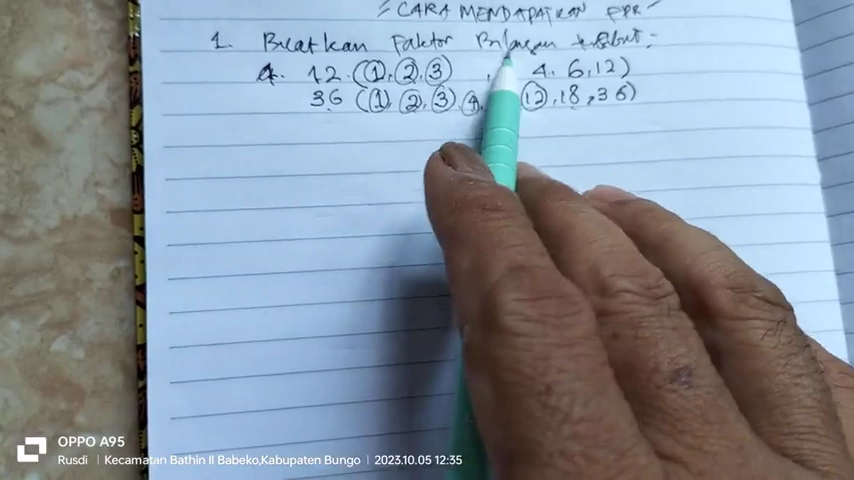 "CARA MENDAPATKAN FPB"
1. Buatkan Faktor Bilangan tsebut;
a. 12. (1, 2, 3) , 4. 6, 12)
36 (1, 2, 3). 4, 12, 18, 36)
OPPO A95
Rusdi | Kecamatan Bathin II Babeko,Kabupaten Bungo | 2023.10.05 12:35